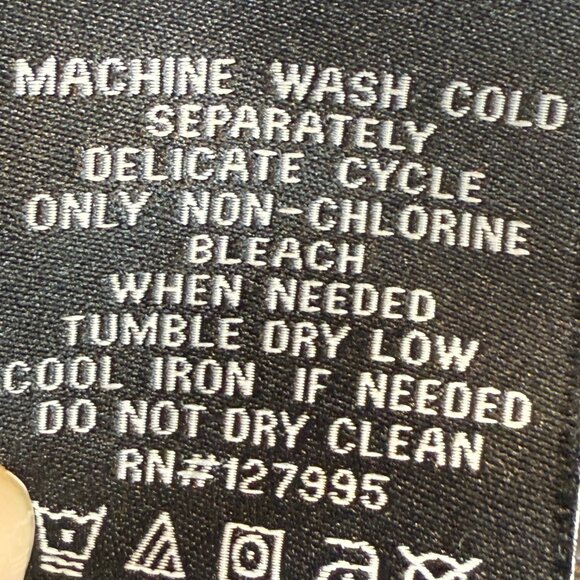 MACHINE WASH COLD
SEPARATELY
DELICATE CYCLE
ONLY NON-CHLORINE
BLEACH
WHEN NEEDED
TUMBLE DRY LOW
COOL IRON IF NEEDED
DO NOT DRY CLEAN
RN#127995